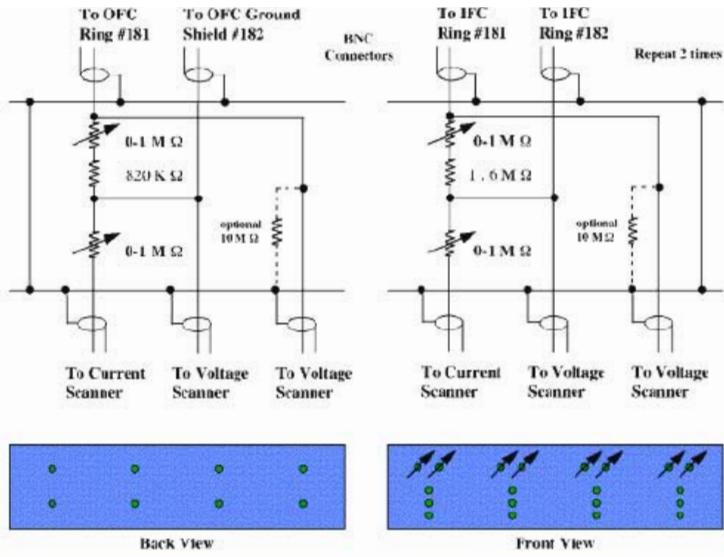 To OFC
Ring #181
To OFC Ground
Shield #182
BNC
Connectors
To IFC
Ring #181
To IFC
Ring #182
Repeat 2 times
0-1 M Ω
820 K Ω
optional
10 M Ω
0-1 M Ω
0-1 M Ω
1.6 M Ω
optional
10 M Ω
0-1 M Ω
To Current
Scanner
To Voltage
Scanner
To Voltage
Scanner
To Current
Scanner
To Voltage
Scanner
To Voltage
Scanner
Back View
Front View